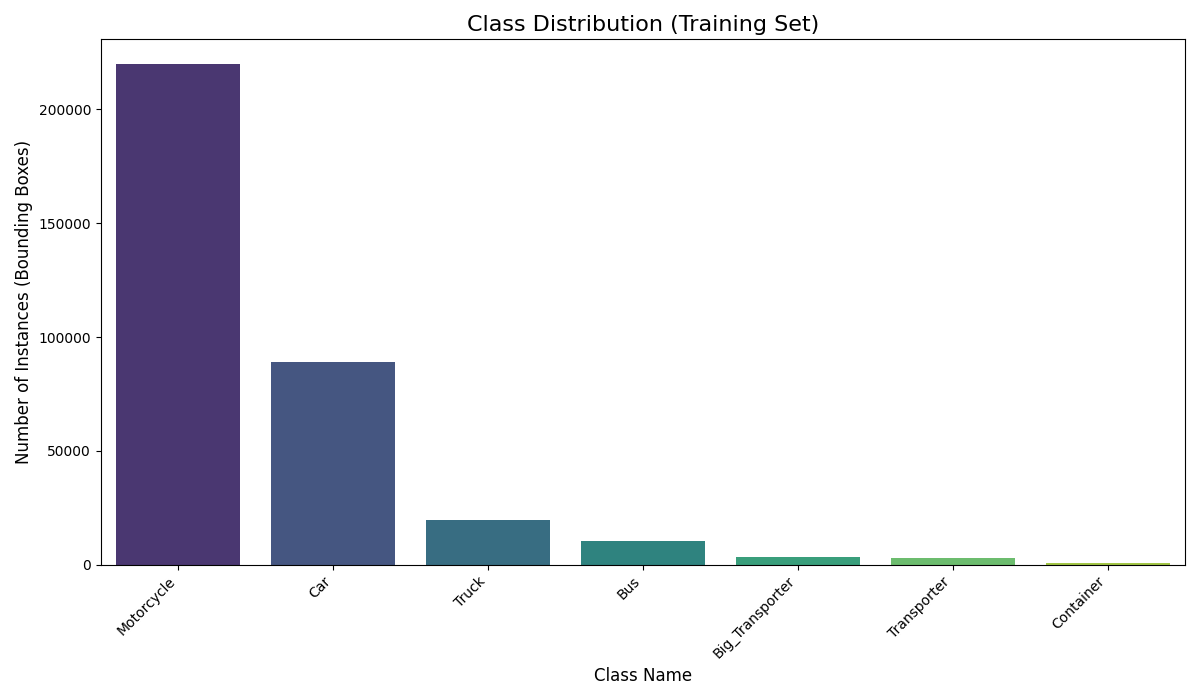 Class Distribution (Training Set)
Number of Instances (Bounding Boxes)
200000
150000
100000
50000
0
Motorcycle
Car
Truck
Bus
Big_Transporter
Transporter
Container
Class Name